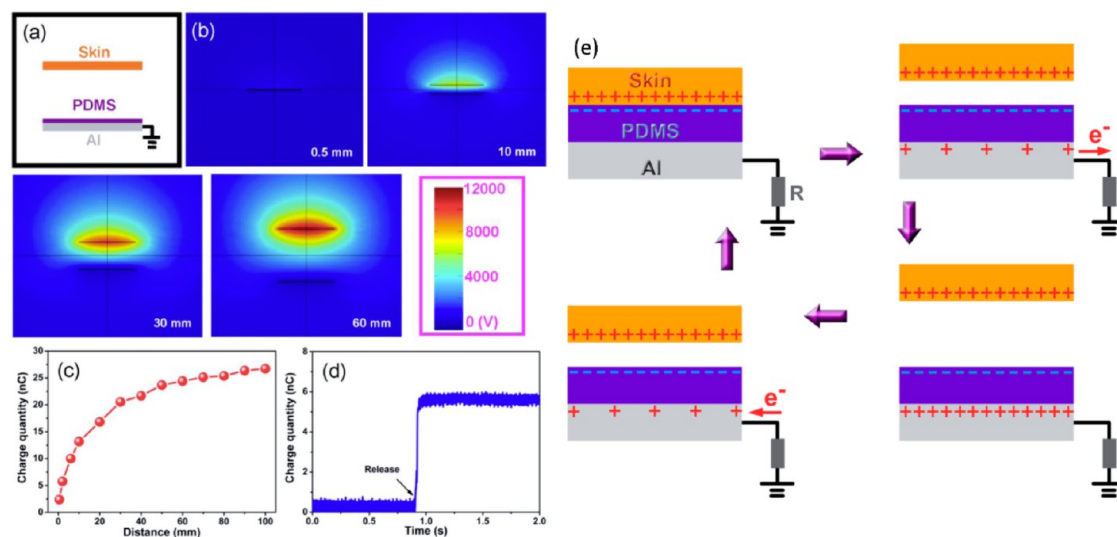 (a)
Skin
PDMS
Al
(b)
0.5 mm
10 mm
30 mm
60 mm
12000
8000
4000
0 (V)
(c)
Charge quantity (nC)
30
25
20
15
10
5
0
0 20 40 60 80 100
Distance (mm)
(d)
Charge quantity (nC)
8
6
4
2
0
Release
0.0 0.5 1.0 1.5 2.0
Time (s)
(e)
Skin
+++++++++++++
PDMS
Al
R
+++++++++++++
+ + + + +
e-
+++++++++++++
+++++++++++++
+++++++++++++
+ + + + +
e-